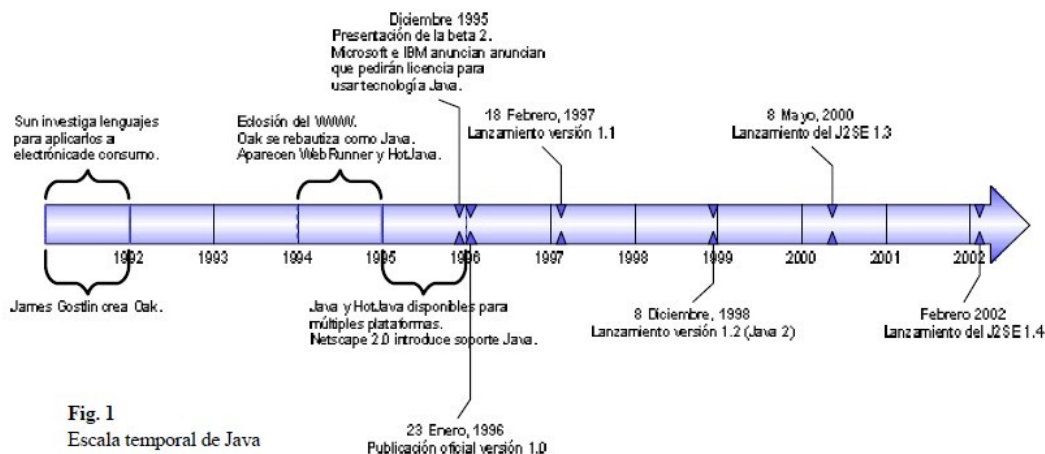 Diciembre 1995
Presentación de la beta 2.
Microsoft e IBM anuncian anuncian
que pedirán licencia para
usar tecnología Java.
18 Febrero, 1997
Lanzamiento versión 1.1
8 Mayo, 2000
Lanzamiento del J2SE 1.3
Sun investiga lenguajes
para aplicarlos a
electrónicade consumo.
Eclosión del WWW.
Oak se rebautiza como Java.
Aparecen WebRunner y HotJava.
1992
1993
1994
1995
1996
1997
1998
1999
2000
2001
2002
James Gostlin crea Oak.
Java y HotJava disponibles para
múltiples plataformas.
Netscape 2.0 introduce soporte Java.
8 Diciembre, 1998
Lanzamiento versión 1.2 (Java 2)
Febrero 2002
Lanzamiento del J2SE 1.4
23 Enero, 1996
Publicación oficial versión 1.0
Fig. 1
Escala temporal de Java